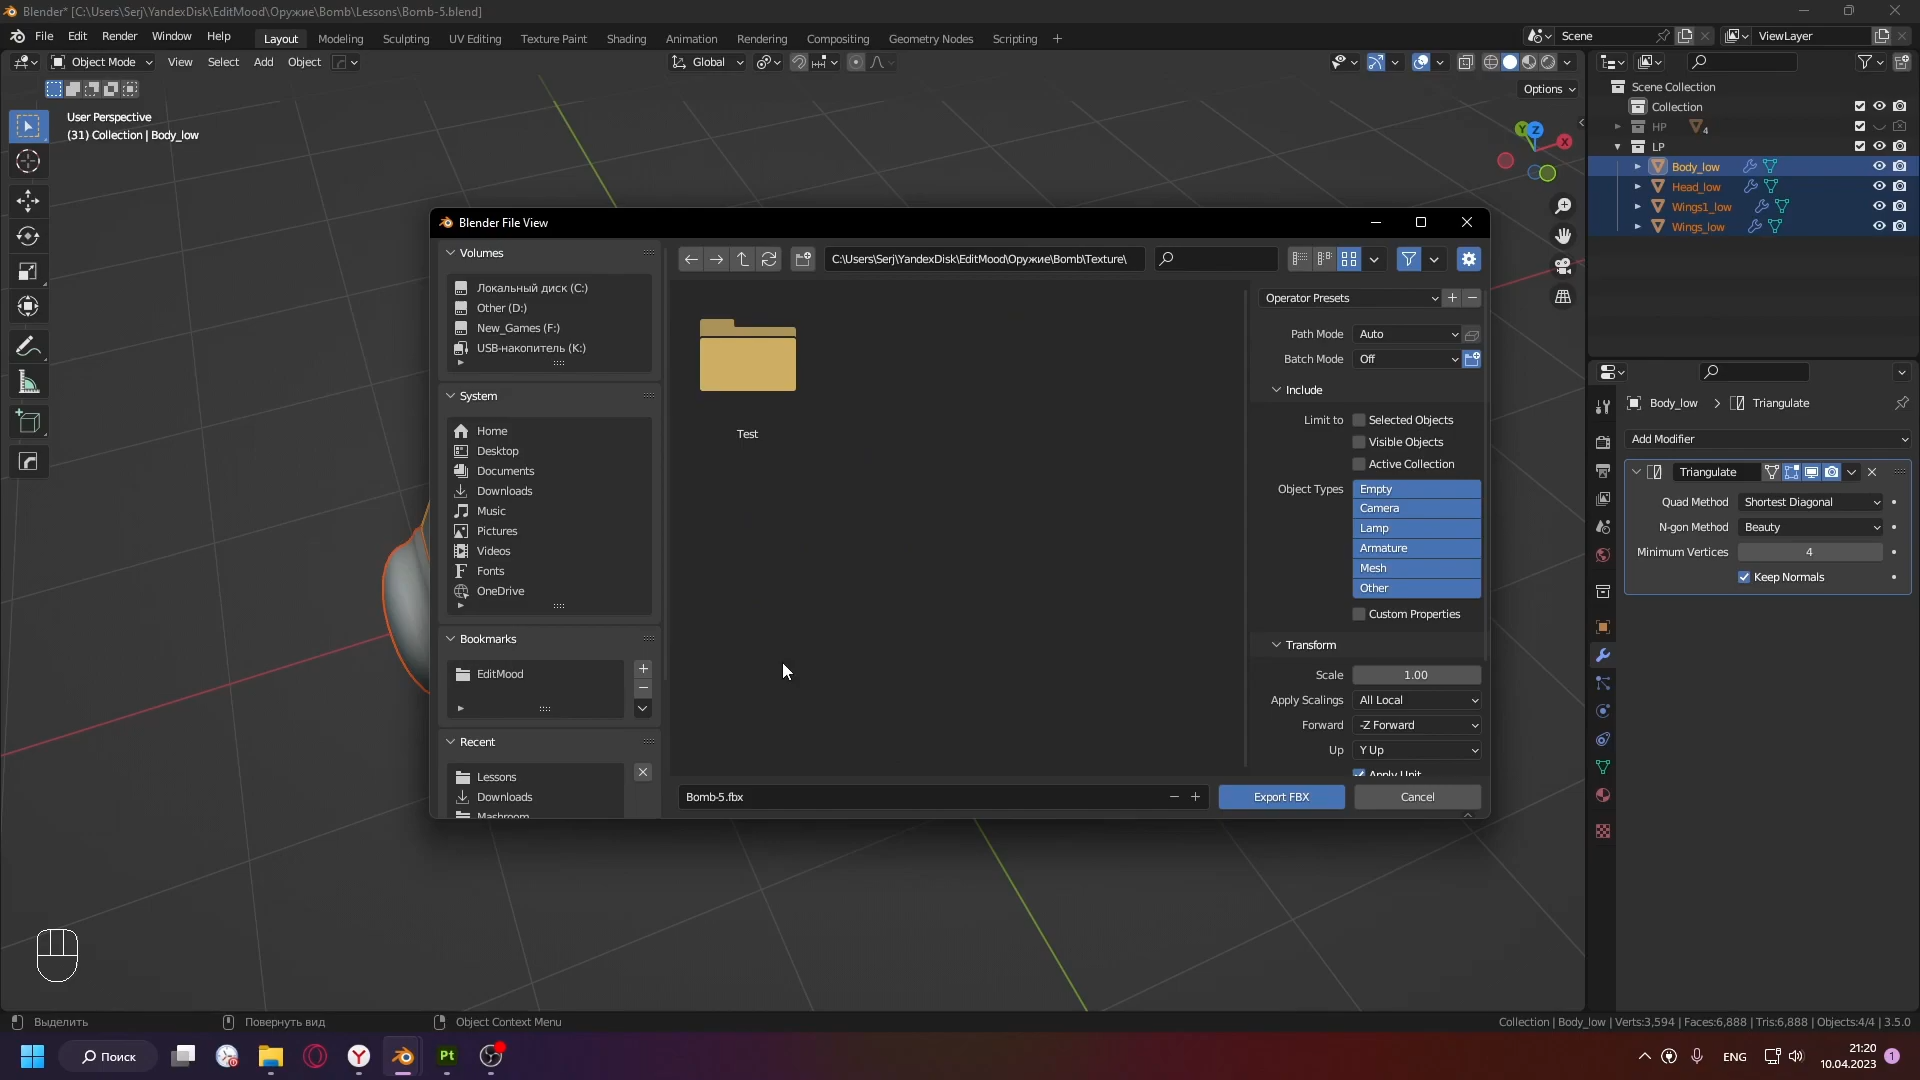 Blender* [C:\Users\Serj\YandexDisk\EditMood\Оружие\Bomb\Lessons\Bomb-5.blend]
File Edit Render Window Help
Layout Modeling Sculpting UV Editing Texture Paint Shading Animation Rendering Compositing Geometry Nodes Scripting +
Scene
ViewLayer
Object Mode View Select Add Object
Global
Options
User Perspective
(31) Collection | Body_low
Y Z X
Scene Collection
Collection
HP 4
LP
Body_low
Head_low
Wings1_low
Wings_low
Body_low > Triangulate
Add Modifier
Triangulate
Quad Method Shortest Diagonal
N-gon Method Beauty
Minimum Vertices 4
Keep Normals
Blender File View
Volumes
Локальный диск (C:)
Other (D:)
New_Games (F:)
USB-накопитель (K:)
System
Home
Desktop
Documents
Downloads
Music
Pictures
Videos
Fonts
OneDrive
Bookmarks
EditMood
Recent
Lessons
Downloads
Mashroom
C:\Users\Serj\YandexDisk\EditMood\Оружие\Bomb\Texture\
Test
Operator Presets
Path Mode Auto
Batch Mode Off
Include
Limit to Selected Objects
Visible Objects
Active Collection
Object Types Empty
Camera
Lamp
Armature
Mesh
Other
Custom Properties
Transform
Scale 1.00
Apply Scalings All Local
Forward -Z Forward
Up Y Up
Apply Unit
Bomb-5.fbx
Export FBX
Cancel
Выделить
Повернуть вид
Object Context Menu
Collection | Body_low | Verts:3,594 | Faces:6,888 | Tris:6,888 | Objects:4/4 | 3.5.0
Поиск
Pt
ENG
21:20
10.04.2023
1